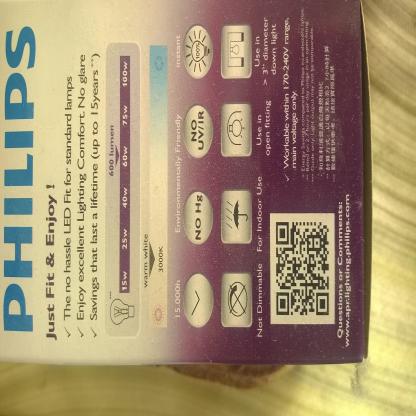 PHILIPS
Just Fit & Enjoy !
✓ The no hassle LED Fit for standard lamps
✓ Enjoy excellent Lighting Comfort. No glare
✓ Savings that last a lifetime (up to 15years **)
600 lumen
15w 25w 40w 60w 75w 100w
warm white
3000K
15.000h Environmentally Friendly Instant
NO Hg
NO UV/IR
100%
Not Dimmable
For Indoor Use
Use in open fitting
Use in > 3" diameter down light
✓ Workable within 170-240V range, main voltage only.
Questions or Comments:
www.apr.lighting.philips.com